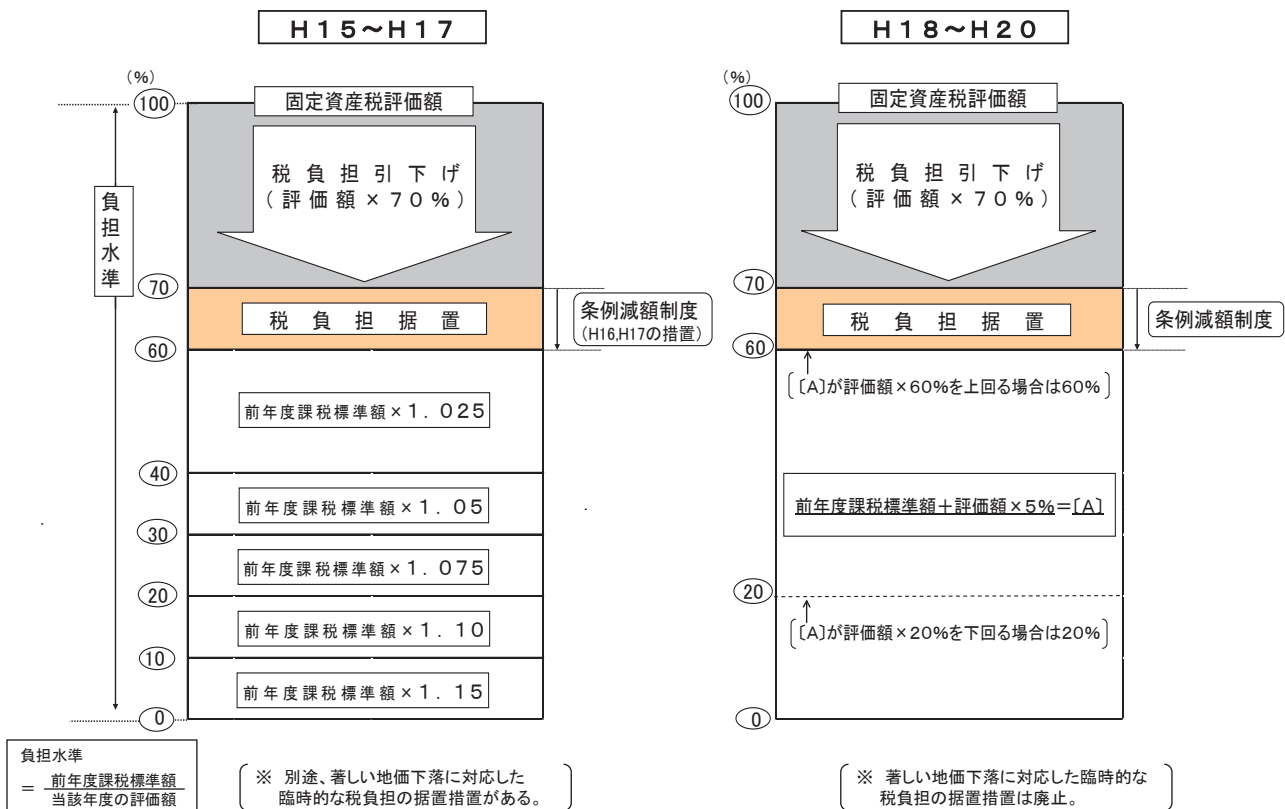 H15～H17
(%)
100
固定資産税評価額
税負担引下げ
(評価額×70%)
負担水準
70
税負担据置
条例減額制度
(H16,H17の措置)
60
前年度課税標準額×1.025
40
前年度課税標準額×1.05
30
前年度課税標準額×1.075
20
前年度課税標準額×1.10
10
前年度課税標準額×1.15
0
負担水準
= 前年度課税標準額
当該年度の評価額
※ 別途、著しい地価下落に対応した
臨時的な税負担の据置措置がある。
H18～H20
(%)
100
固定資産税評価額
税負担引下げ
(評価額×70%)
70
税負担据置
条例減額制度
60
〔A〕が評価額×60%を上回る場合は60%
前年度課税標準額＋評価額×5%＝〔A〕
20
〔A〕が評価額×20%を下回る場合は20%
0
※ 著しい地価下落に対応した臨時的な
税負担の据置措置は廃止。